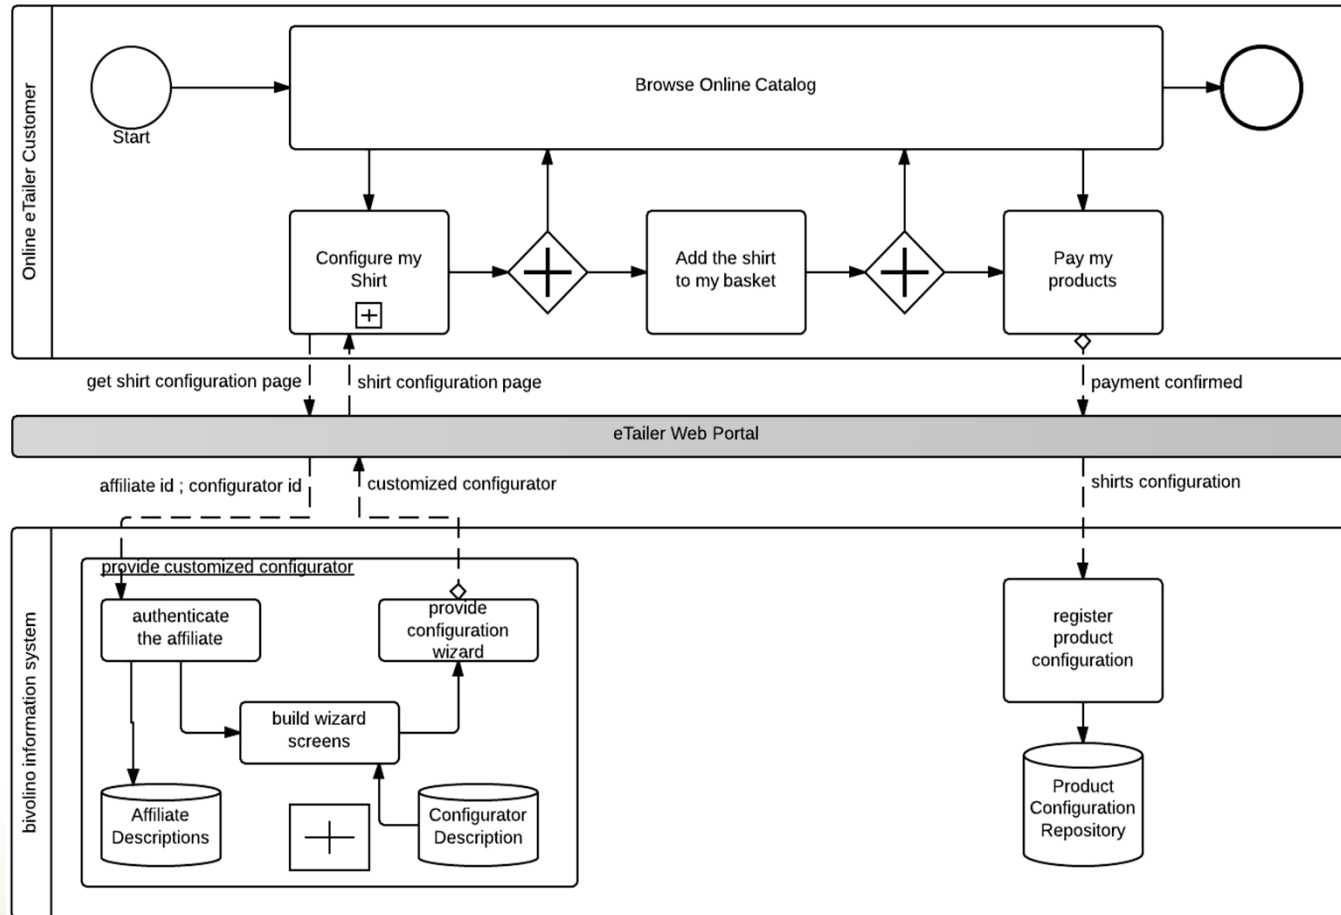 Online eTailer Customer
Start
Browse Online Catalog
Configure my
Shirt
Add the shirt
to my basket
Pay my
products
get shirt configuration page
shirt configuration page
payment confirmed
eTailer Web Portal
affiliate id ; configurator id
customized configurator
shirts configuration
bivolino information system
provide customized configurator
authenticate
the affiliate
provide
configuration
wizard
build wizard
screens
Affiliate
Descriptions
Configurator
Description
register
product
configuration
Product
Configuration
Repository